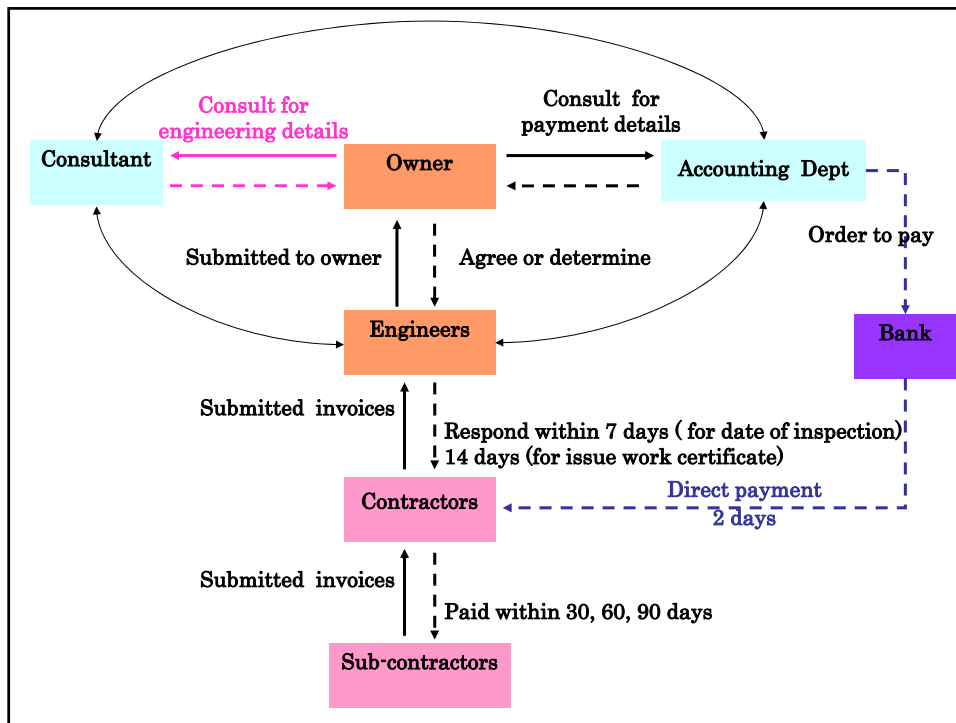 Consult for
engineering details
Consult for
payment details
Consultant
Owner
Accounting Dept
Order to pay
Submitted to owner
Agree or determine
Engineers
Bank
Submitted invoices
Respond within 7 days ( for date of inspection)
14 days (for issue work certificate)
Contractors
Direct payment
2 days
Submitted invoices
Paid within 30, 60, 90 days
Sub-contractors